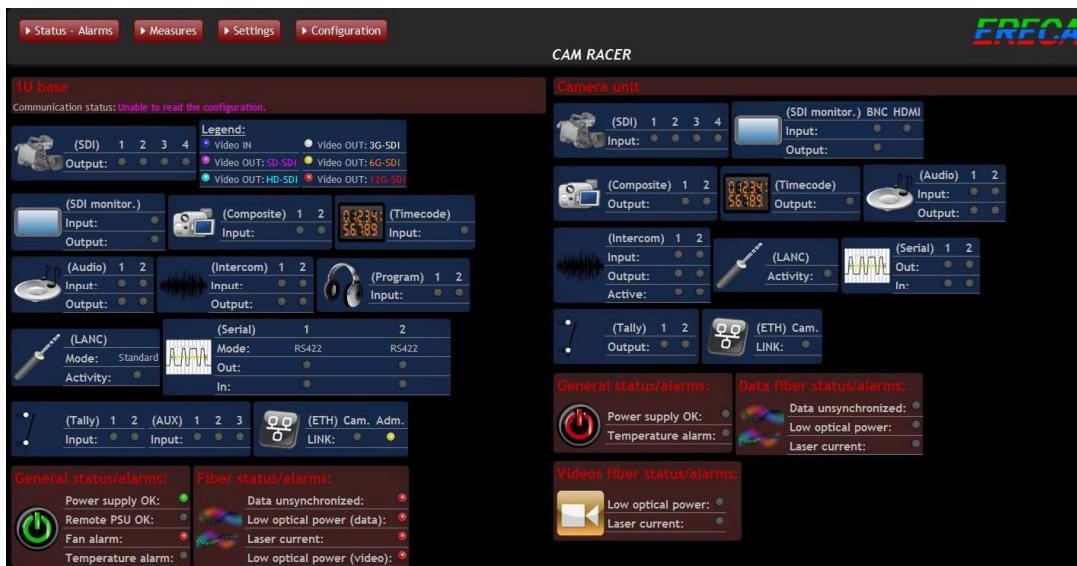 Status - Alarms
Measures
Settings
Configuration
ERECA
CAM RACER
1U base
Communication status: Unable to read the configuration.
(SDI) 1 2 3 4
Output:
Legend:
Video IN
Video OUT: 3G-SDI
Video OUT: SD-SDI
Video OUT: 6G-SDI
Video OUT: HD-SDI
Video OUT: 12G-SDI
(SDI monitor.)
Input:
Output:
(Composite) 1 2
Input:
(Timecode)
Input:
(Audio) 1 2
Input:
Output:
(Intercom) 1 2
Input:
Output:
(Program) 1 2
Input:
(LANC)
Mode: Standard
Activity:
(Serial) 1 2
Mode: RS422 RS422
Out:
In:
(Tally) 1 2 (AUX) 1 2 3
Input: Input:
(ETH) Cam. Adm.
LINK:
General status/alarms:
Power supply OK:
Remote PSU OK:
Fan alarm:
Temperature alarm:
Fiber status/alarms:
Data unsynchronized:
Low optical power (data):
Laser current:
Low optical power (video):
Camera unit
(SDI) 1 2 3 4
Input:
(SDI monitor.) BNC HDMI
Input:
Output:
(Composite) 1 2
Output:
01234:
56789.
(Timecode)
Output:
(Audio) 1 2
Input:
Output:
(Intercom) 1 2
Input:
Output:
Active:
(LANC)
Activity:
(Serial) 1 2
Out:
In:
(Tally) 1 2
Output:
(ETH) Cam.
LINK:
General status/alarms:
Power supply OK:
Temperature alarm:
Data fiber status/alarms:
Data unsynchronized:
Low optical power:
Laser current:
Videos fiber status/alarms:
Low optical power:
Laser current: